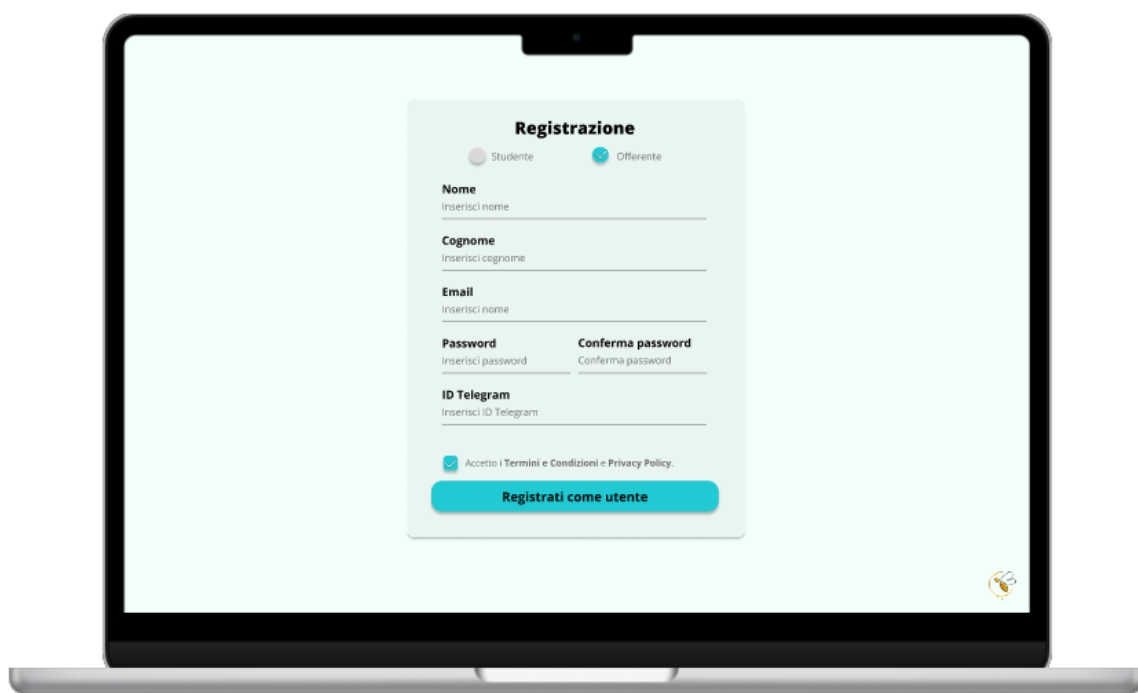 Registrazione
Studente Offerente
Nome
Inserisci nome
Cognome
Inserisci cognome
Email
Inserisci nome
Password Conferma password
Inserisci password Conferma password
ID Telegram
Inserisci ID Telegram
Accetto i Termini e Condizioni e Privacy Policy.
Registrati come utente